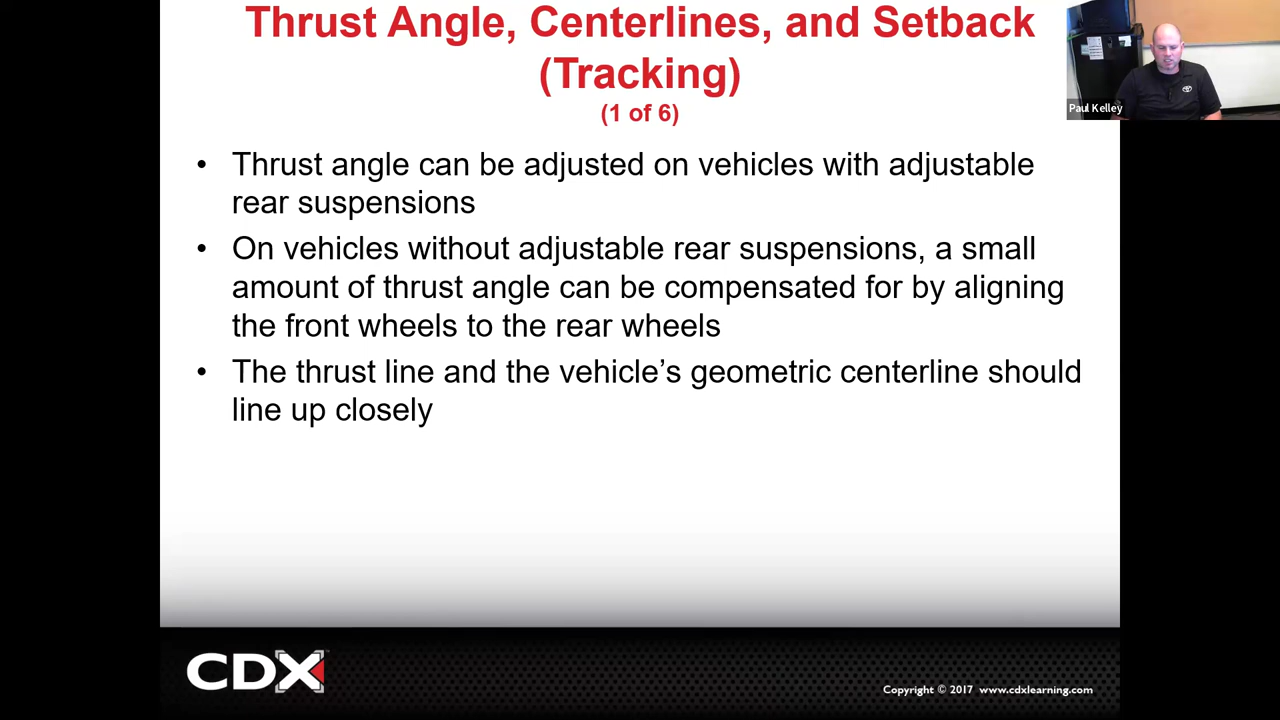 Thrust Angle, Centerlines, and Setback
(Tracking)
(1 of 6)
• Thrust angle can be adjusted on vehicles with adjustable
rear suspensions
• On vehicles without adjustable rear suspensions, a small
amount of thrust angle can be compensated for by aligning
the front wheels to the rear wheels
• The thrust line and the vehicle’s geometric centerline should
line up closely
Paul Kelley
CDX
Copyright © 2017 www.cdxlearning.com